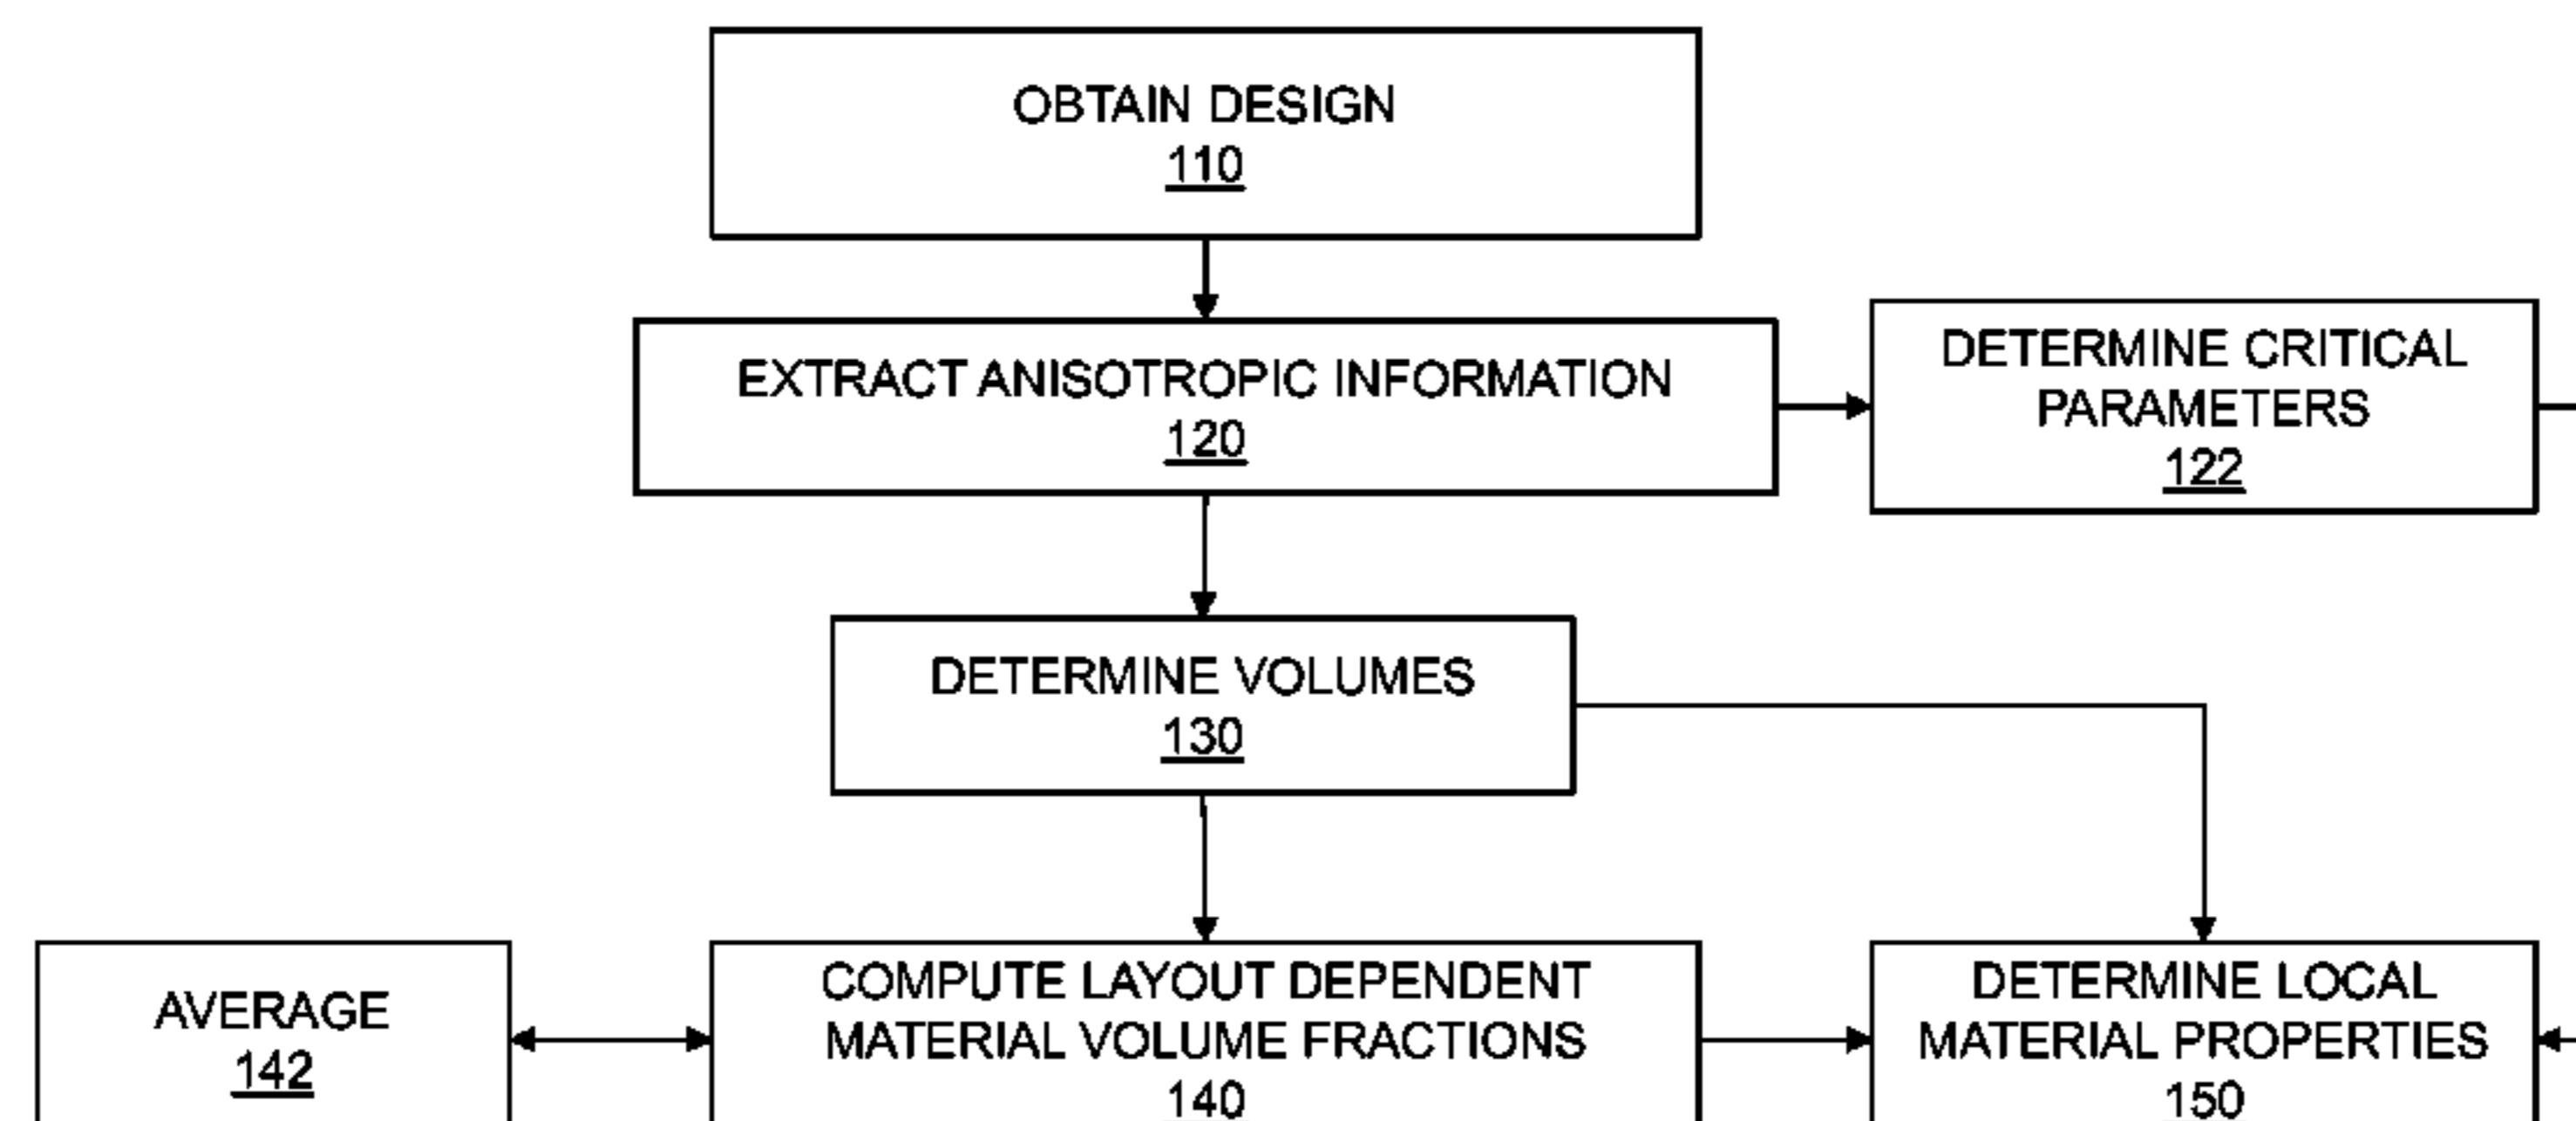 OBTAIN DESIGN
110
EXTRACT ANISOTROPIC INFORMATION
120
DETERMINE CRITICAL
PARAMETERS
122
DETERMINE VOLUMES
130
AVERAGE
142
COMPUTE LAYOUT DEPENDENT
MATERIAL VOLUME FRACTIONS
140
DETERMINE LOCAL
MATERIAL PROPERTIES
150